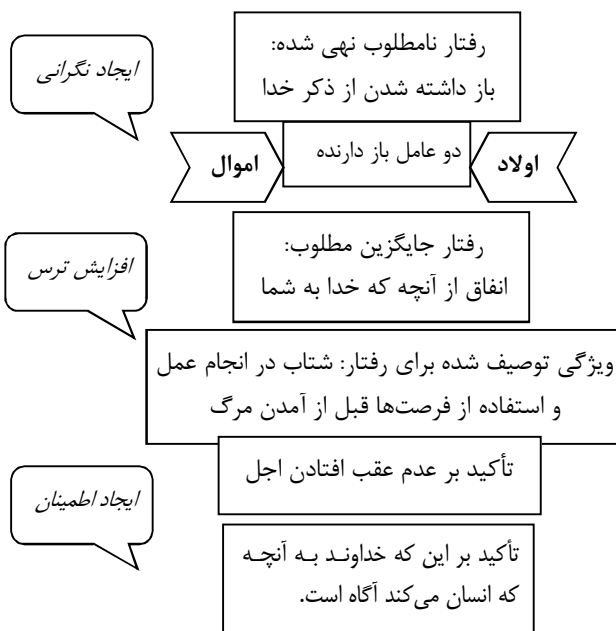 رفتار نامطلوب نهی شده:
باز داشته شدن از ذکر خدا
ایجاد نگرانی
اولاد
دو عامل باز دارنده
اموال
رفتار جایگزین مطلوب:
انفاق از آنچه که خدا به شما
افزایش ترس
ویژگی توصیف شده برای رفتار: شتاب در انجام عمل
و استفاده از فرصت‌ها قبل از آمدن مرگ
تأکید بر عدم عقب افتادن اجل
ایجاد اطمینان
تأکید بر این که خداوند به آنچه
که انسان می‌کند آگاه است.